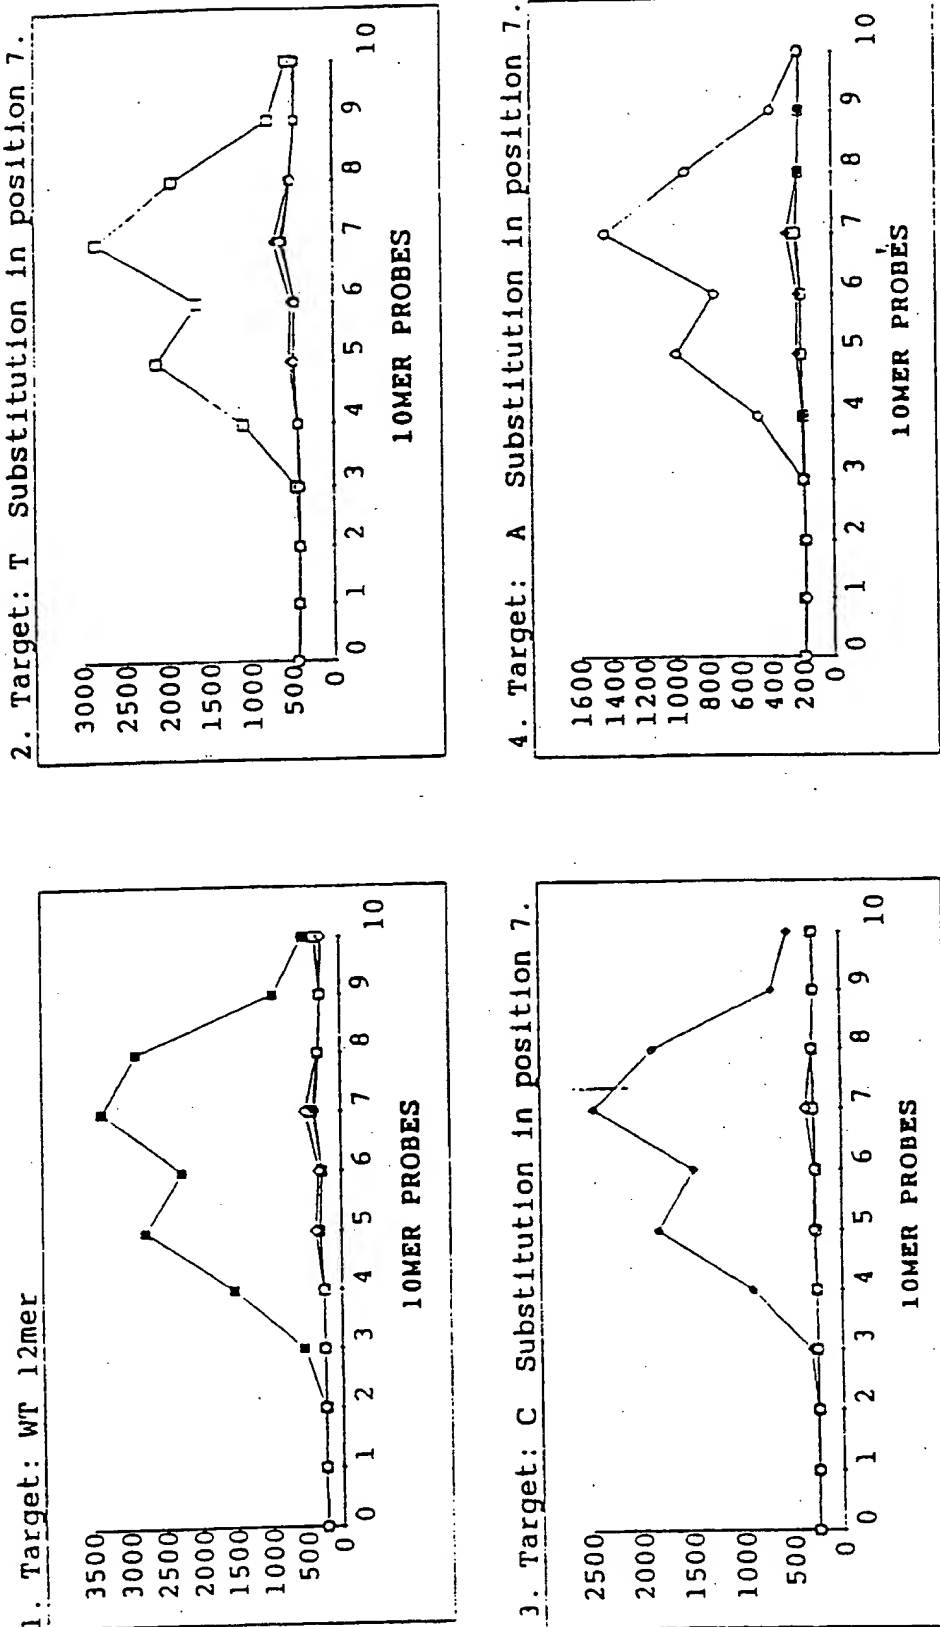 1. Target: WT 12mer
3500
3000
2500
2000
1500
1000
500
0
0 1 2 3 4 5 6 7 8 9 10
10MER PROBES
2. Target: T Substitution in position 7.
3000
2500
2000
1500
1000
500
0
0 1 2 3 4 5 6 7 8 9 10
10MER PROBES
3. Target: C Substitution in position 7.
2500
2000
1500
1000
500
0
0 1 2 3 4 5 6 7 8 9 10
10MER PROBES
4. Target: A Substitution in position 7.
1600
1400
1200
1000
800
600
400
200
0
0 1 2 3 4 5 6 7 8 9 10
10MER PROBES